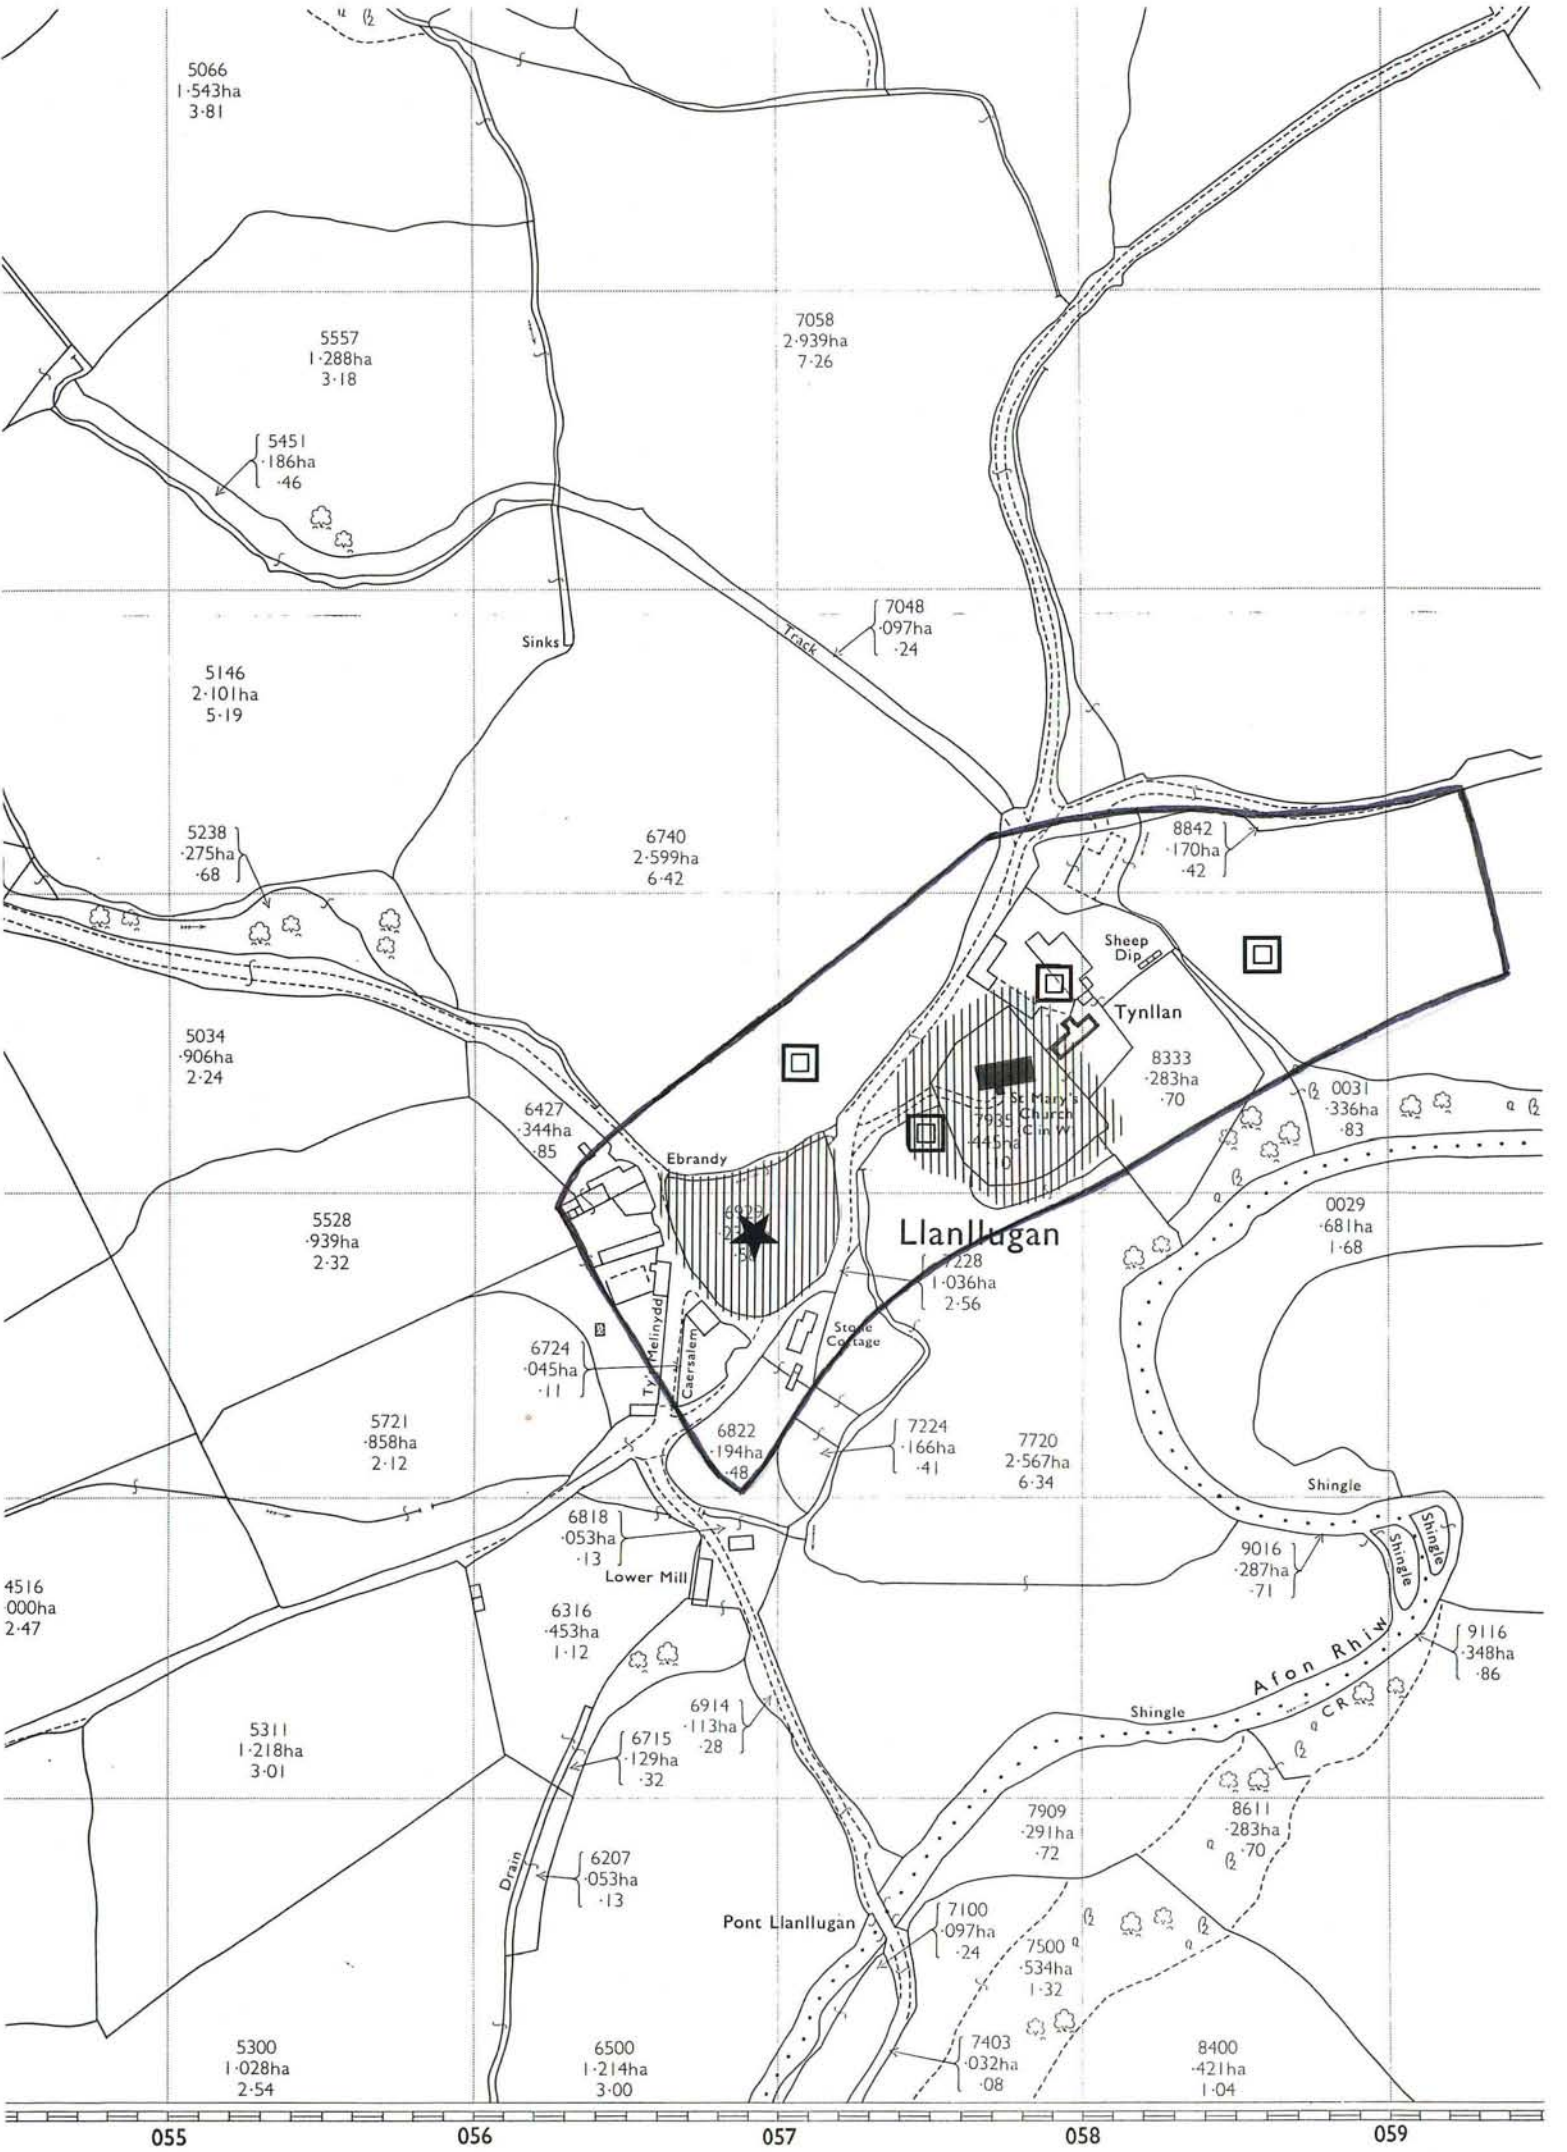 5066
1·543ha
3·81
5557
1·288ha
3·18
7058
2·939ha
7·26
5451
·186ha
·46
7048
·097ha
·24
Track
Sinks
5146
2·101ha
5·19
5238
·275ha
·68
6740
2·599ha
6·42
8842
·170ha
·42
Sheep
Dip
Tynllan
5034
·906ha
2·24
8333
·283ha
·70
6427
·344ha
·85
St Mary's
Church
(C in W)
0031
·336ha
·83
Ebrandy
5528
·939ha
2·32
6929
Llanllugan
0029
·681ha
1·68
7228
1·036ha
2·56
Stone
Cottage
Ty Melinydd
Caersalem
6724
·045ha
·11
5721
·858ha
2·12
6822
·194ha
·48
7224
·166ha
·41
7720
2·567ha
6·34
Shingle
Shingle
Shingle
6818
·053ha
·13
9016
·287ha
·71
Lower Mill
4516
·000ha
2·47
6316
·453ha
1·12
Afon Rhiw
9116
·348ha
·86
CR
Shingle
5311
1·218ha
3·01
6914
·113ha
·28
6715
·129ha
·32
7909
·291ha
·72
8611
·283ha
·70
Drain
6207
·053ha
·13
Pont Llanllugan
7100
·097ha
·24
7500
·534ha
1·32
5300
1·028ha
2·54
6500
1·214ha
3·00
7403
·032ha
·08
8400
·421ha
1·04
055
056
057
058
059